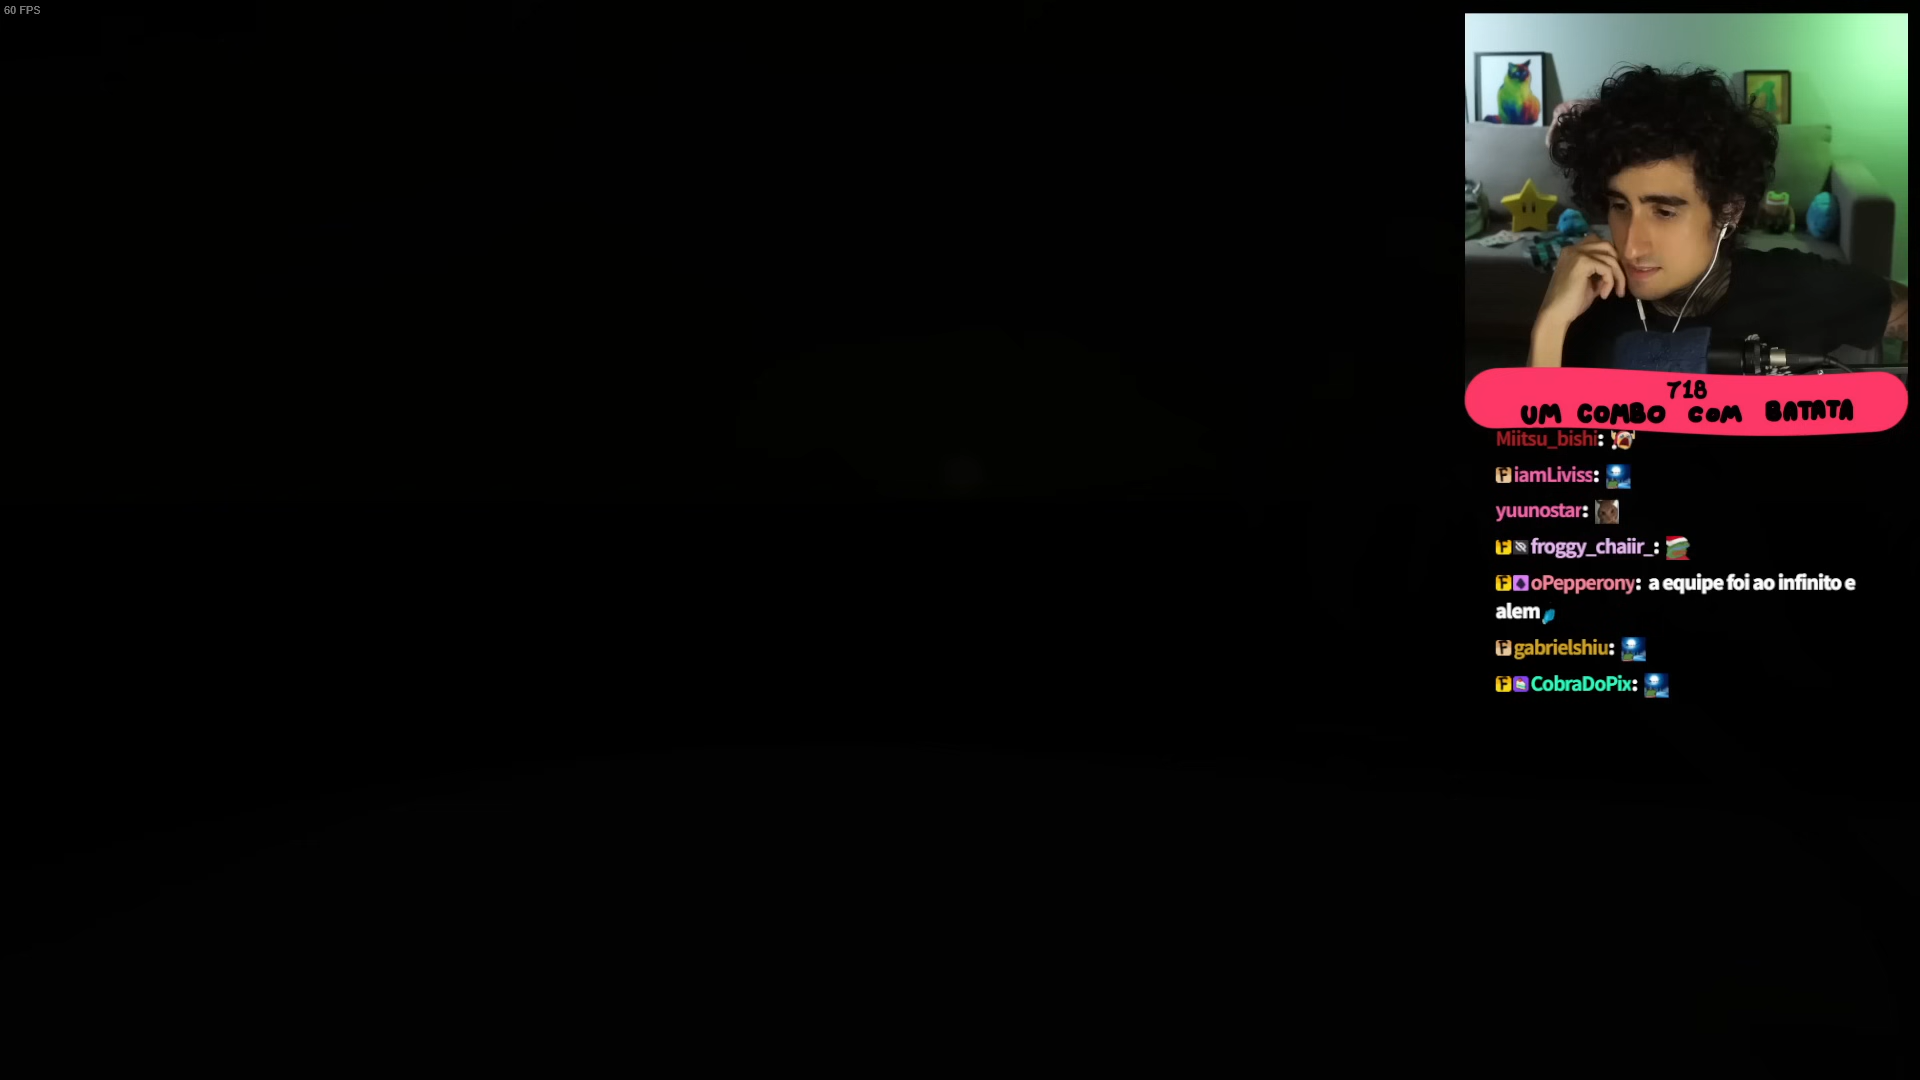 60 FPS
718
UM COMBO COM BATATA
Miitsu_bishi:
F iamLiviss:
yuunostar:
F froggy_chaiir_:
F oPepperony: a equipe foi ao infinito e
alem
F gabrielshiu:
F CobraDoPix: